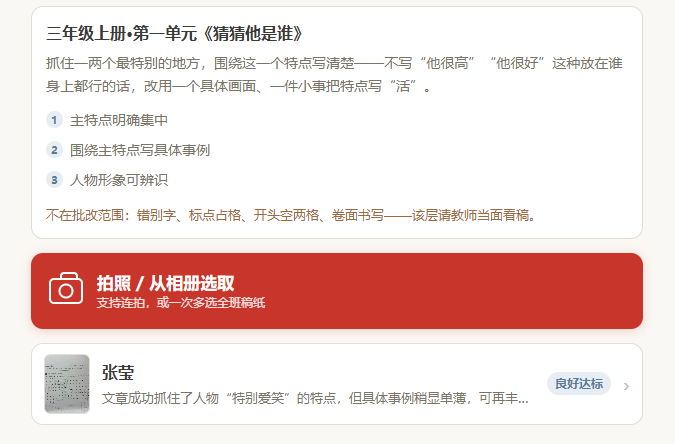 三年级上册•第一单元《猜猜他是谁》
抓住一两个最特别的地方，围绕这一个特点写清楚——不写“他很高”“他很好”这种放在谁
身上都行的话，改用一个具体画面、一件小事把特点写“活”。
1 主特点明确集中
2 围绕主特点写具体事例
3 人物形象可辨识
不在批改范围：错别字、标点占格、开头空两格、卷面书写——该层请教师当面看稿。
拍照 / 从相册选取
支持连拍，或一次多选全班稿纸
张莹
良好达标
文章成功抓住了人物“特别爱笑”的特点，但具体事例稍显单薄，可再丰...